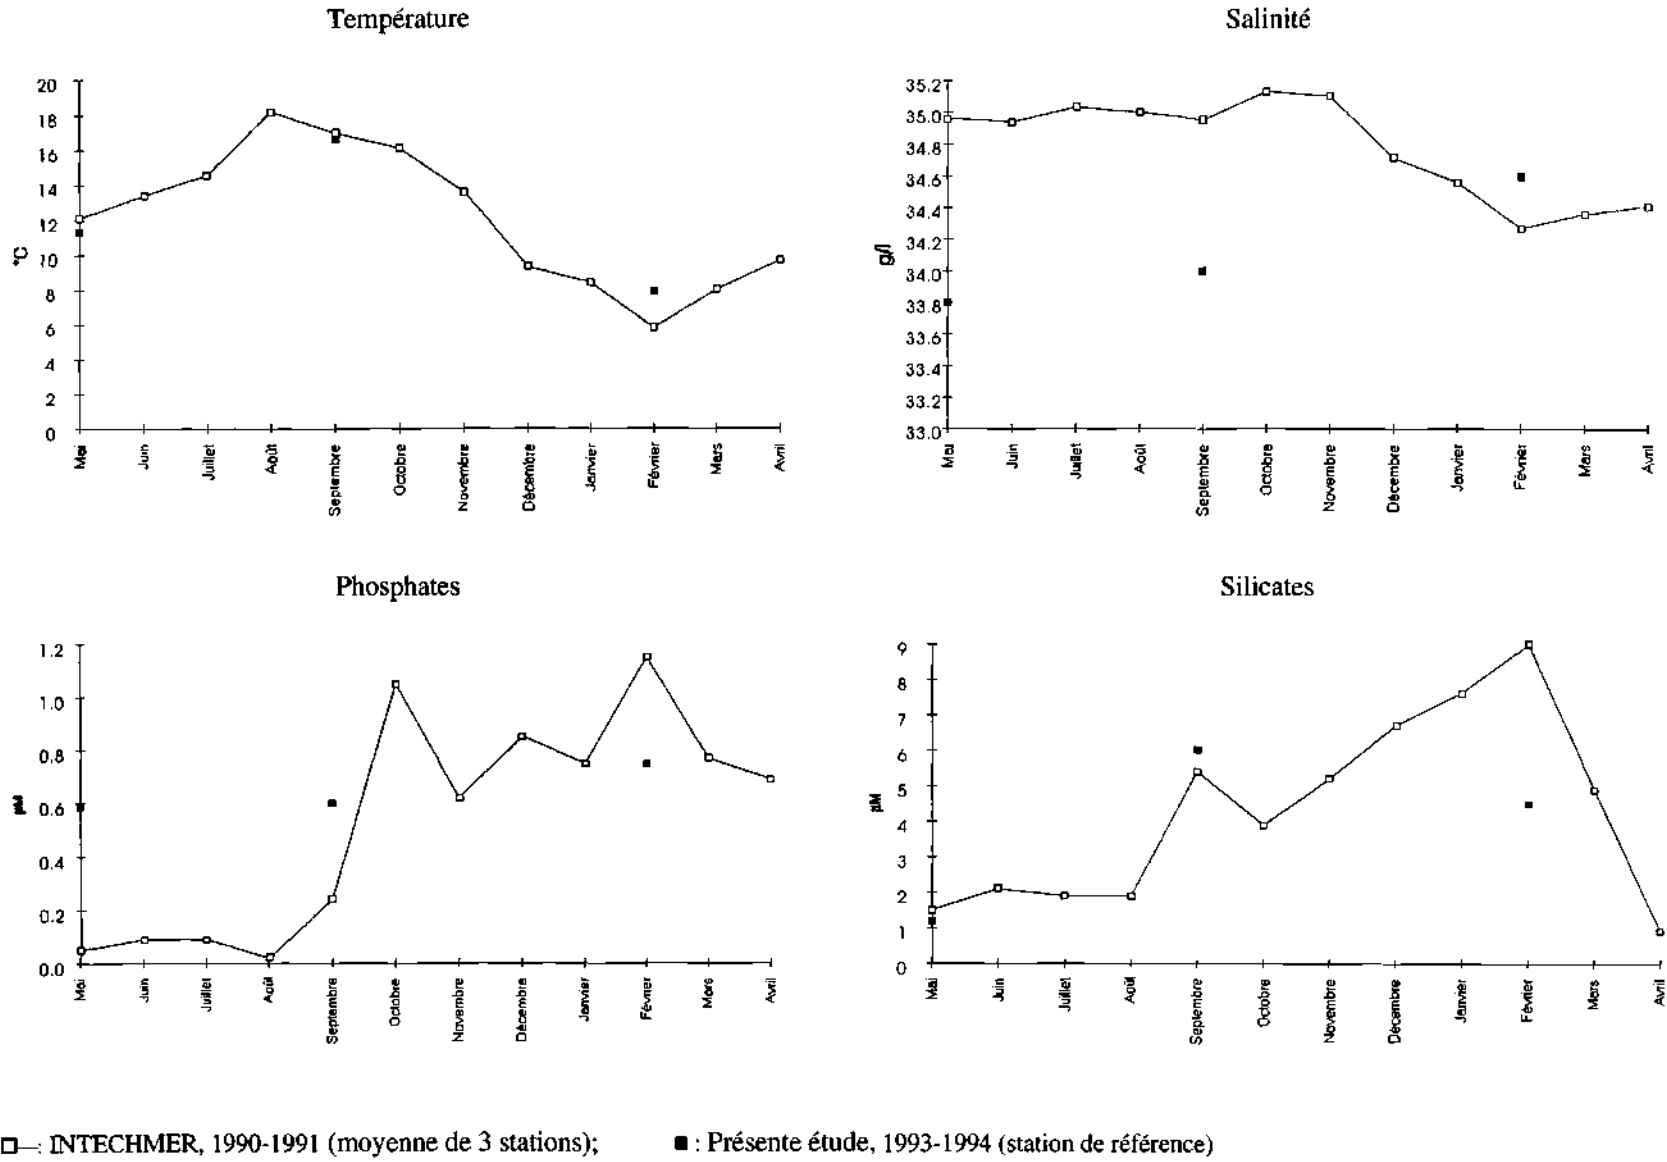 Température
Salinité
20
18
16
14
12
10
8
6
4
2
0
°C
Mai
Juin
Juillet
Août
Septembre
Octobre
Novembre
Décembre
Janvier
Février
Mars
Avril
35.2
35.0
34.8
34.6
34.4
34.2
34.0
33.8
33.6
33.4
33.2
33.0
g/l
Mai
Juin
Juillet
Août
Septembre
Octobre
Novembre
Décembre
Janvier
Février
Mars
Avril
Phosphates
Silicates
1.2
1.0
0.8
0.6
0.4
0.2
0.0
µM
Mai
Juin
Juillet
Août
Septembre
Octobre
Novembre
Décembre
Janvier
Février
Mars
Avril
9
8
7
6
5
4
3
2
1
0
µM
Mai
Juin
Juillet
Août
Septembre
Octobre
Novembre
Décembre
Janvier
Février
Mars
Avril
: INTECHMER, 1990-1991 (moyenne de 3 stations);
: Présente étude, 1993-1994 (station de référence)